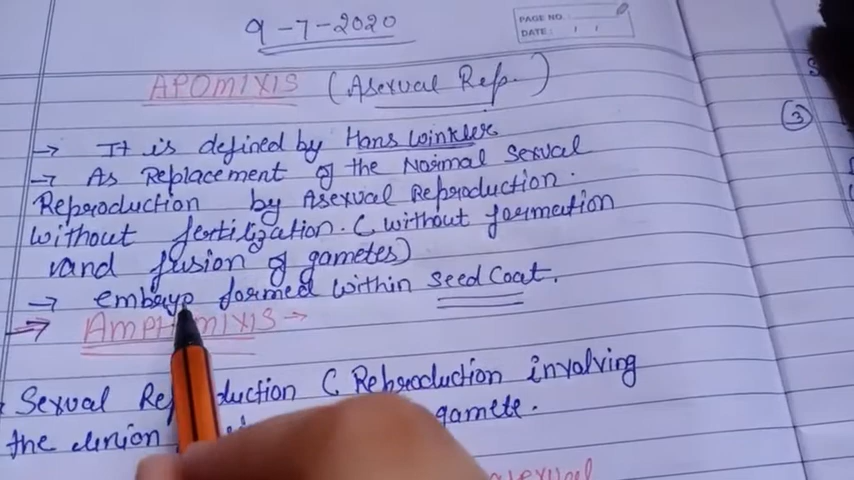 9-7-2020
PAGE NO.
DATE: / /
APOMIXIS (Asexual Rep.)
→ It is defined by Hans Winkler
→ As Replacement of the Normal Sexual
Reproduction by Asexual Reproduction.
without fertilization. (without formation
and fusion of gametes)
→ embryo formed within seed Coat.
⇒ AMPHIMIXIS →
Sexual Reproduction (Reproduction involving
the Union gamete.
asexual
3